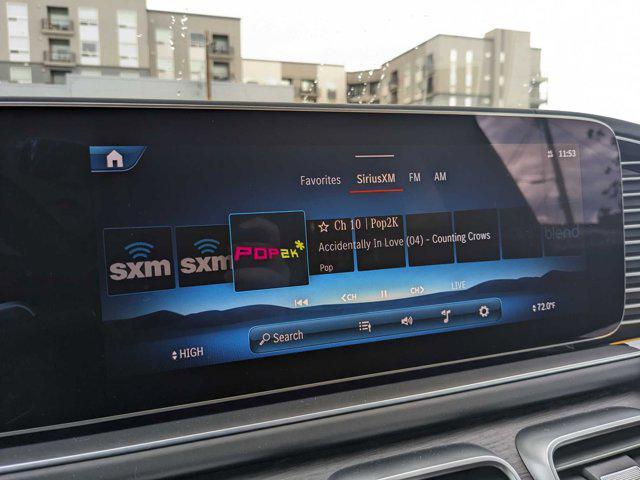 11:53
Favorites SiriusXM FM AM
sxm sxm POP2K* ☆ Ch 10 | Pop2K blend
Accidentally In Love (04) - Counting Crows
Pop
<CH CH> LIVE
Search
HIGH 72.0°F